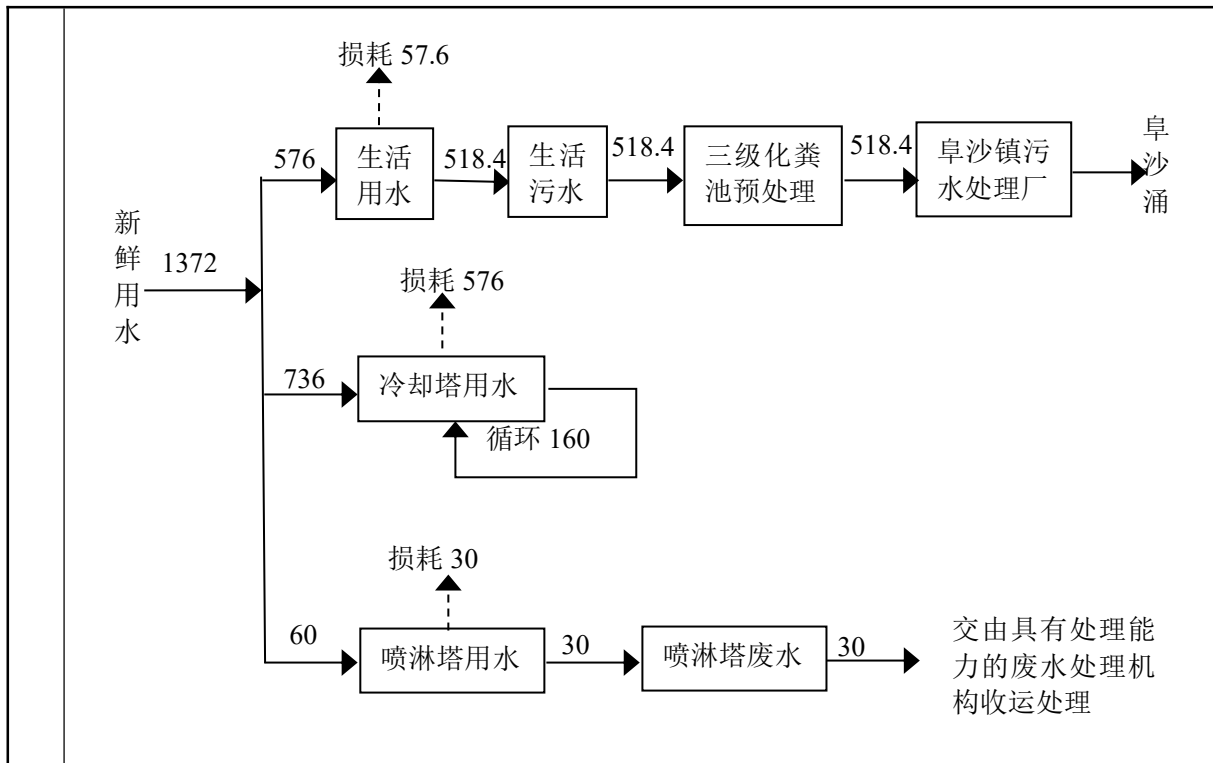 损耗 57.6
576
生活
用水
518.4
生活
污水
518.4
三级化粪
池预处理
518.4
阜沙镇污
水处理厂
阜沙涌
新鲜用水
1372
损耗 576
736
冷却塔用水
循环 160
损耗 30
60
喷淋塔用水
30
喷淋塔废水
30
交由具有处理能
力的废水处理机
构收运处理